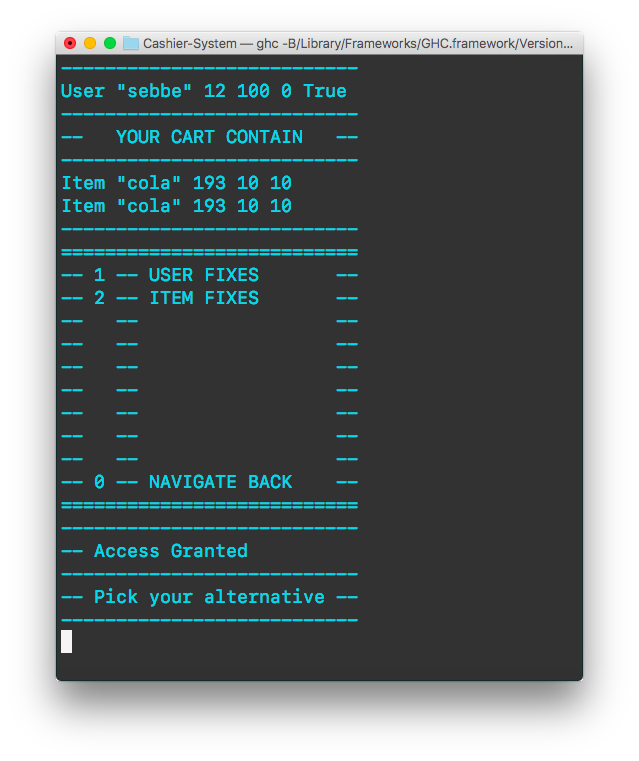 Cashier-System — ghc -B/Library/Frameworks/GHC.framework/Version...
---------------------------
User "sebbe" 12 100 0 True
---------------------------
--   YOUR CART CONTAIN   --
---------------------------
Item "cola" 193 10 10
Item "cola" 193 10 10
---------------------------
===========================
-- 1 -- USER FIXES       --
-- 2 -- ITEM FIXES       --
--   --                  --
--   --                  --
--   --                  --
--   --                  --
--   --                  --
--   --                  --
--   --                  --
-- 0 -- NAVIGATE BACK    --
===========================
---------------------------
-- Access Granted
---------------------------
-- Pick your alternative --
---------------------------